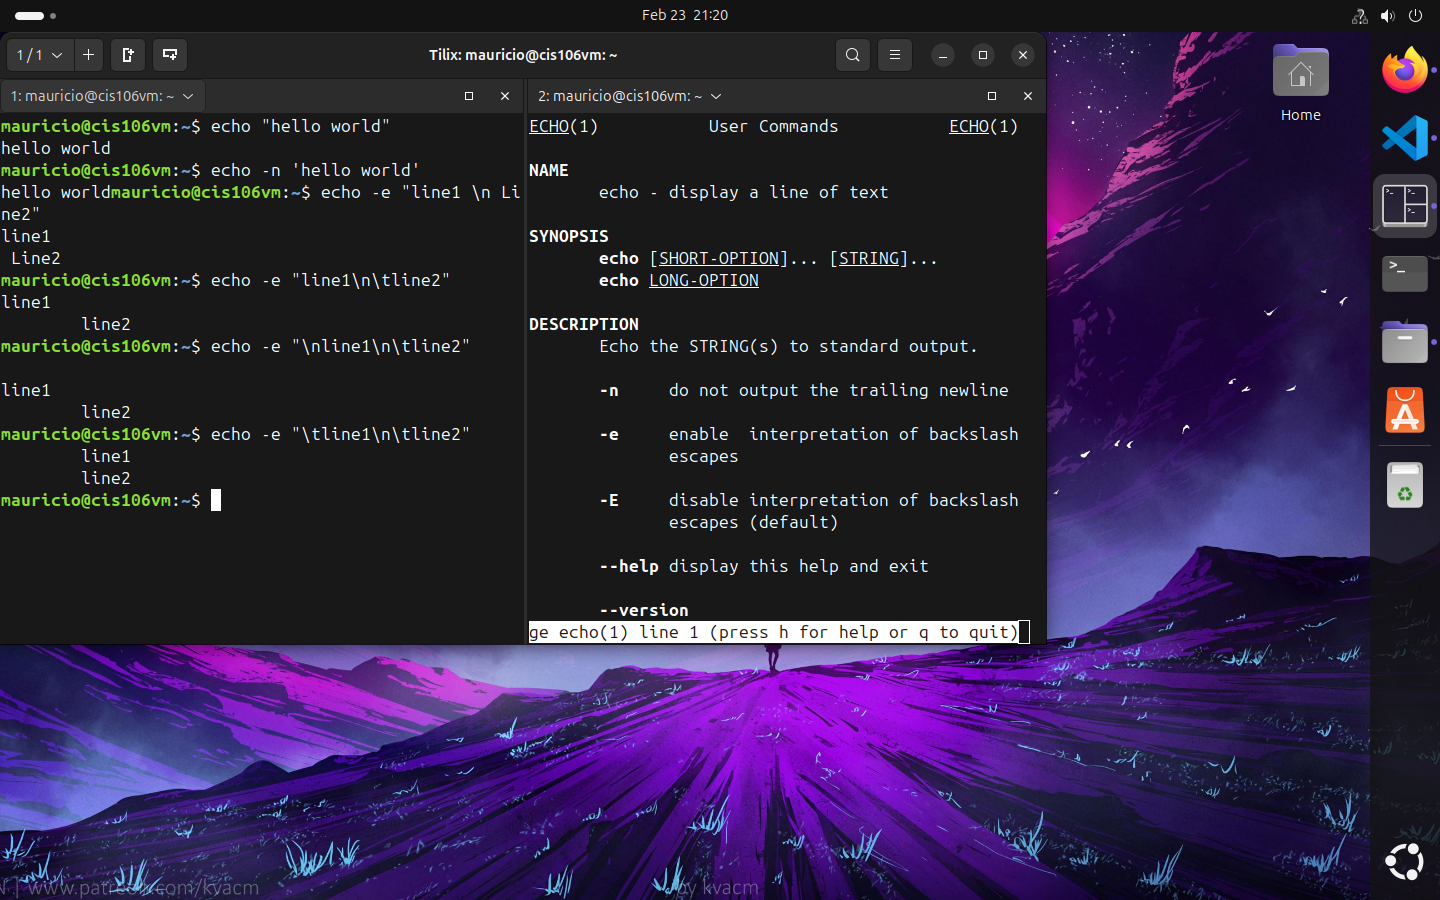 Feb 23 21:20
1 / 1
Tilix: mauricio@cis106vm: ~
1: mauricio@cis106vm: ~
mauricio@cis106vm:~$ echo "hello world"
hello world
mauricio@cis106vm:~$ echo -n 'hello world'
hello worldmauricio@cis106vm:~$ echo -e "line1 \n Li
ne2"
line1
 Line2
mauricio@cis106vm:~$ echo -e "line1\n\tline2"
line1
        line2
mauricio@cis106vm:~$ echo -e "\nline1\n\tline2"

line1
        line2
mauricio@cis106vm:~$ echo -e "\tline1\n\tline2"
        line1
        line2
mauricio@cis106vm:~$
2: mauricio@cis106vm: ~
ECHO(1)           User Commands           ECHO(1)
NAME
       echo - display a line of text
SYNOPSIS
       echo [SHORT-OPTION]... [STRING]...
       echo LONG-OPTION
DESCRIPTION
       Echo the STRING(s) to standard output.
       -n     do not output the trailing newline
       -e     enable  interpretation of backslash
              escapes
       -E     disable interpretation of backslash
              escapes (default)
       --help display this help and exit
       --version
ge echo(1) line 1 (press h for help or q to quit)
Home
| www.patreon.com/kvacm
by kvacm